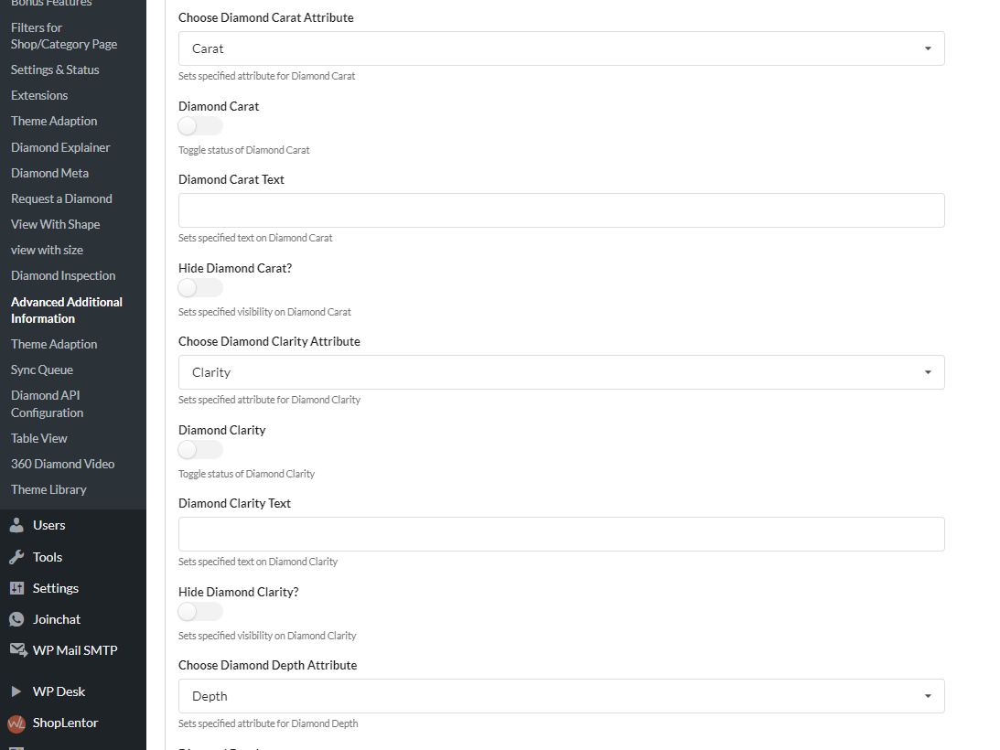 Bonus Features
Filters for
Shop/Category Page
Settings & Status
Extensions
Theme Adaption
Diamond Explainer
Diamond Meta
Request a Diamond
View With Shape
view with size
Diamond Inspection
Advanced Additional
Information
Theme Adaption
Sync Queue
Diamond API
Configuration
Table View
360 Diamond Video
Theme Library
Users
Tools
Settings
Joinchat
WP Mail SMTP
WP Desk
WL
ShopLentor
Choose Diamond Carat Attribute
Carat
Sets specified attribute for Diamond Carat
Diamond Carat
Toggle status of Diamond Carat
Diamond Carat Text
Sets specified text on Diamond Carat
Hide Diamond Carat?
Sets specified visibility on Diamond Carat
Choose Diamond Clarity Attribute
Clarity
Sets specified attribute for Diamond Clarity
Diamond Clarity
Toggle status of Diamond Clarity
Diamond Clarity Text
Sets specified text on Diamond Clarity
Hide Diamond Clarity?
Sets specified visibility on Diamond Clarity
Choose Diamond Depth Attribute
Depth
Sets specified attribute for Diamond Depth